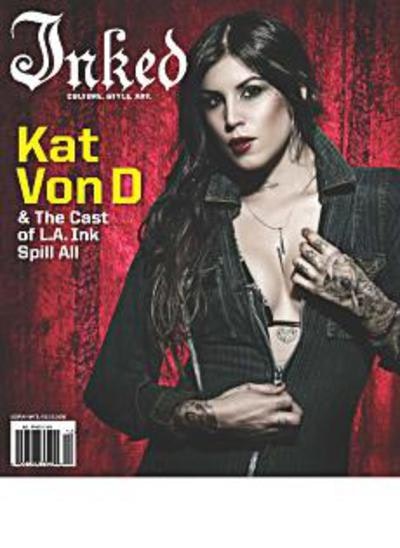 Inked
CULTURE. STYLE. ART.
Kat
Von D
& The Cast
of L.A. Ink
Spill All